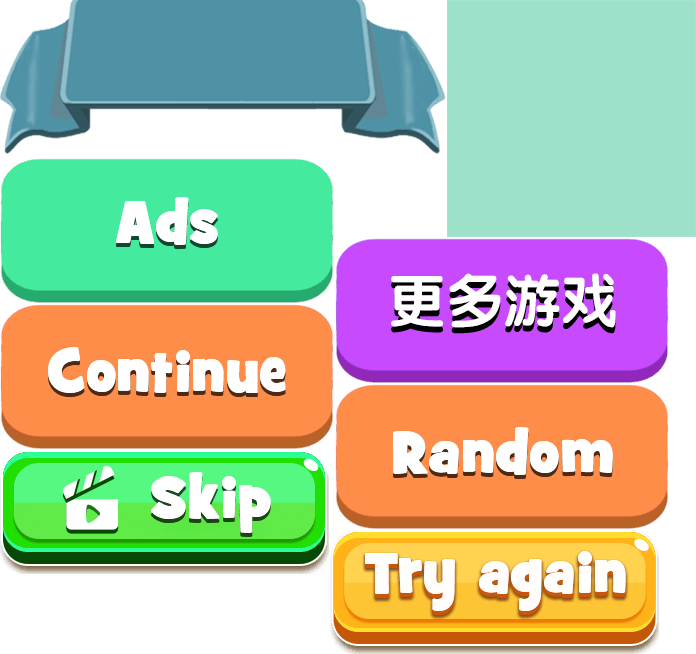 Ads
更多游戏
Continue
Random
Skip
Try again